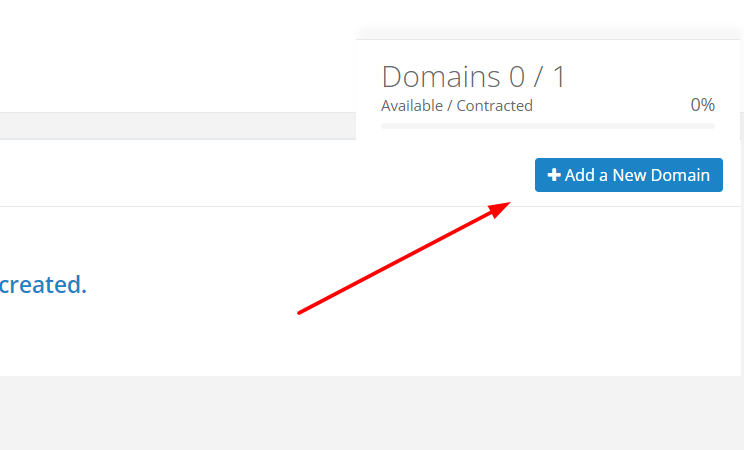 Domains 0 / 1
Available / Contracted 0%
Add a New Domain
created.